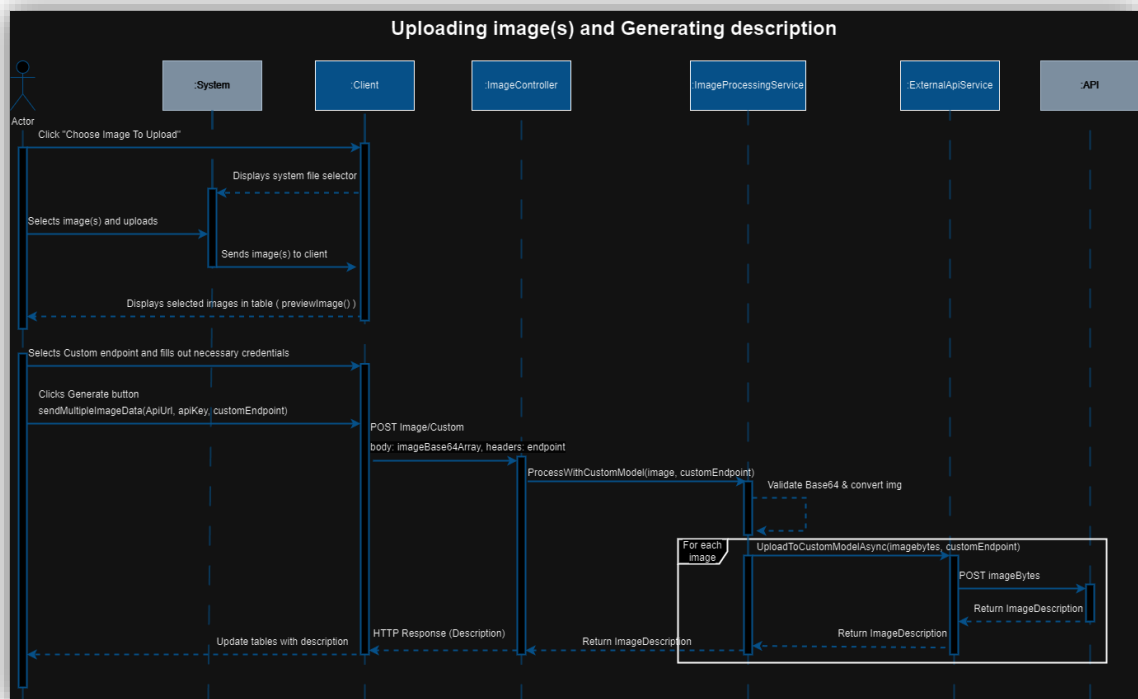 Uploading image(s) and Generating description
:System
:Client
:ImageController
:ImageProcessingService
:ExternalApiService
:API
Actor
Click "Choose Image To Upload"
Displays system file selector
Selects image(s) and uploads
Sends image(s) to client
Displays selected images in table ( previewImage() )
Selects Custom endpoint and fills out necessary credentials
Clicks Generate button
sendMultipleImageData(ApiUrl, apiKey, customEndpoint)
POST Image/Custom
body: imageBase64Array, headers: endpoint
ProcessWithCustomModel(image, customEndpoint)
Validate Base64 & convert img
For each
image
UploadToCustomModelAsync(imagebytes, customEndpoint)
POST imageBytes
Return ImageDescription
Return ImageDescription
Return ImageDescription
HTTP Response (Description)
Update tables with description